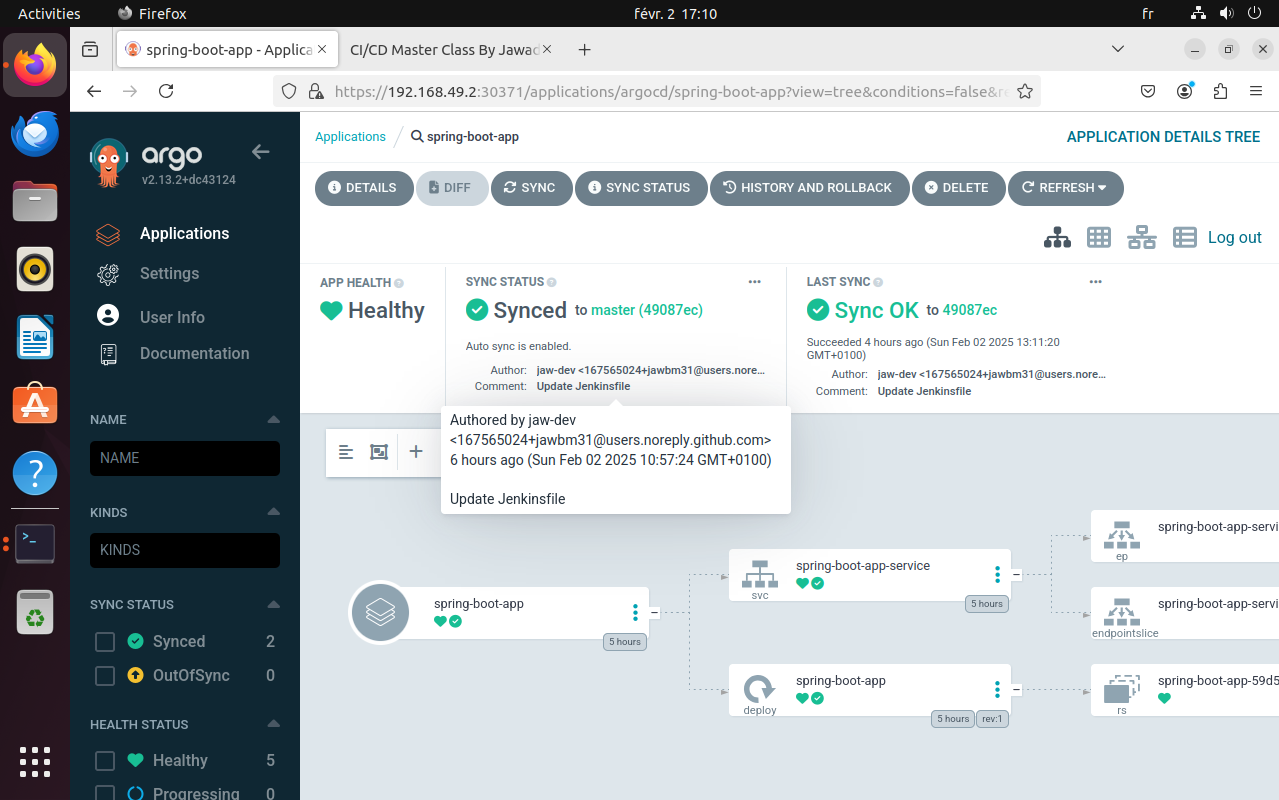 Activities
Firefox
févr. 2 17:10
fr
spring-boot-app - Applica
CI/CD Master Class By Jawad
https://192.168.49.2:30371/applications/argocd/spring-boot-app?view=tree&conditions=false&re
argo
v2.13.2+dc43124
Applications
Settings
User Info
Documentation
NAME
NAME
KINDS
KINDS
SYNC STATUS
Synced 2
OutOfSync 0
HEALTH STATUS
Healthy 5
Progressing 0
Applications / spring-boot-app
APPLICATION DETAILS TREE
DETAILS
DIFF
SYNC
SYNC STATUS
HISTORY AND ROLLBACK
DELETE
REFRESH
Log out
APP HEALTH
Healthy
SYNC STATUS
Synced to master (49087ec)
Auto sync is enabled.
Author: jaw-dev <167565024+jawbm31@users.nore...
Comment: Update Jenkinsfile
LAST SYNC
Sync OK to 49087ec
Succeeded 4 hours ago (Sun Feb 02 2025 13:11:20
GMT+0100)
Author: jaw-dev <167565024+jawbm31@users.nore...
Comment: Update Jenkinsfile
Authored by jaw-dev
<167565024+jawbm31@users.noreply.github.com>
6 hours ago (Sun Feb 02 2025 10:57:24 GMT+0100)
Update Jenkinsfile
spring-boot-app
5 hours
svc
spring-boot-app-service
5 hours
deploy
spring-boot-app
5 hours
rev:1
ep
spring-boot-app-servi
endpointslice
spring-boot-app-servi
rs
spring-boot-app-59d5